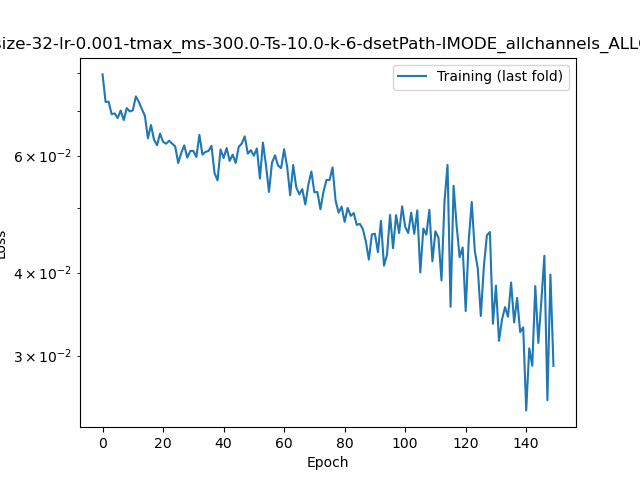 size-32-lr-0.001-tmax_ms-300.0-Ts-10.0-k-6-dsetPath-IMODE_allchannels_ALL
Training (last fold)
6 × 10⁻²
4 × 10⁻²
3 × 10⁻²
Loss
0 20 40 60 80 100 120 140
Epoch